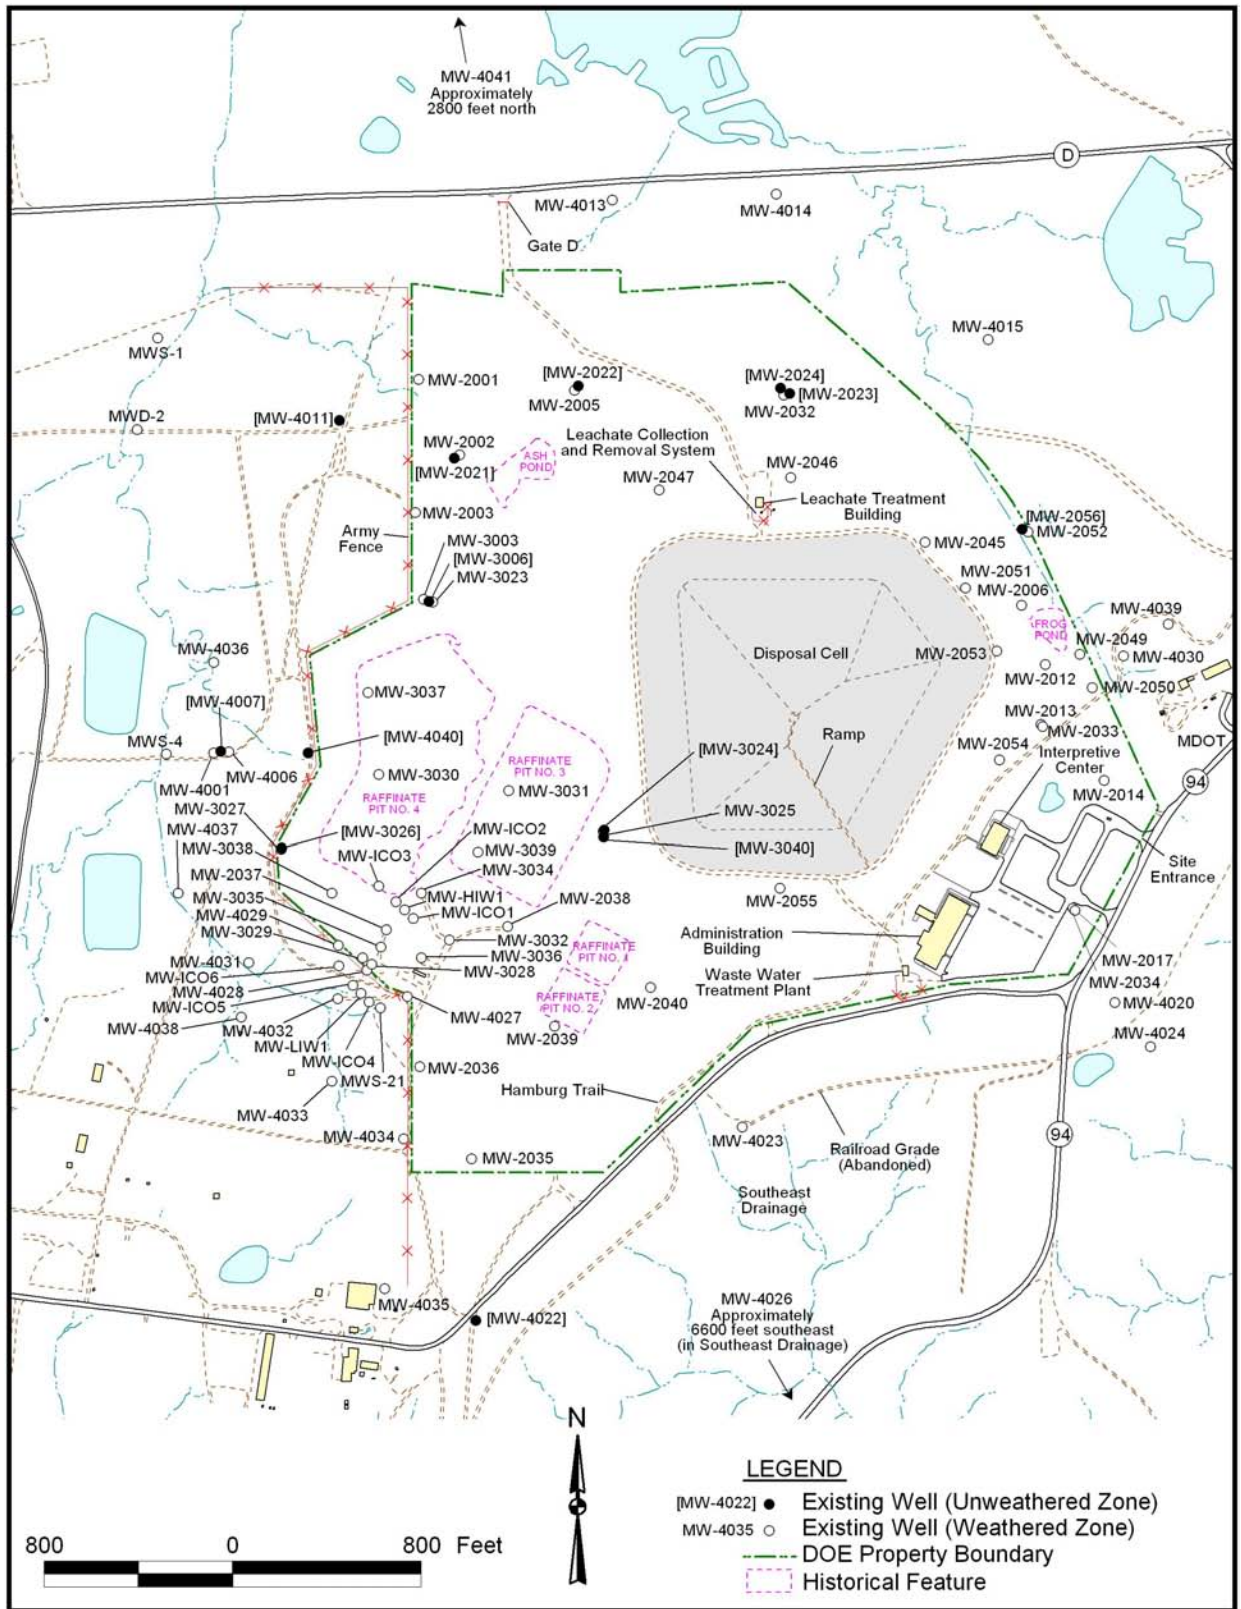 MW-4041
Approximately
2800 feet north
D
MW-4013
MW-4014
Gate D
MW-4015
MWS-1
MW-2001
[MW-2022]
MW-2005
[MW-2024]
[MW-2023]
MW-2032
MWD-2
[MW-4011]
MW-2002
[MW-2021]
ASH
POND
Leachate Collection
and Removal System
MW-2047
MW-2046
Leachate Treatment
Building
MW-2003
Army
Fence
MW-3003
[MW-3006]
MW-3023
[MW-2056]
MW-2052
MW-2045
MW-2051
MW-2006
FROG
POND
MW-4039
MW-2049
MW-4030
MW-2053
MW-2012
MW-2050
Disposal Cell
MW-4036
MW-3037
[MW-4007]
MWS-4
MW-4001
MW-4006
[MW-4040]
[MW-3024]
Ramp
MW-2013
MW-2033
MW-2054
Interpretive
Center
MDOT
94
MW-2014
MW-3030
RAFFINATE
PIT NO. 3
MW-3031
RAFFINATE
PIT NO. 4
MW-3025
[MW-3040]
MW-3027
[MW-3026]
MW-4037
MW-3038
MW-2037
MW-3035
MW-4029
MW-3029
MW-ICO2
MW-ICO3
MW-3039
MW-3034
MW-HIW1
MW-ICO1
MW-2038
Site
Entrance
MW-2055
Administration
Building
Waste Water
Treatment Plant
MW-3032
MW-3036
MW-3028
RAFFINATE
PIT NO. 1
RAFFINATE
PIT NO. 2
MW-4031
MW-ICO6
MW-4028
MW-ICO5
MW-4038
MW-4032
MW-LIW1
MW-ICO4
MWS-21
MW-4027
MW-2040
MW-2039
MW-2017
MW-2034
MW-4020
MW-4024
MW-2036
Hamburg Trail
MW-4033
MW-4034
MW-2035
MW-4023
Railroad Grade
(Abandoned)
94
Southeast
Drainage
MW-4035
[MW-4022]
MW-4026
Approximately
6600 feet southeast
(in Southeast Drainage)
N
LEGEND
[MW-4022] Existing Well (Unweathered Zone)
MW-4035 Existing Well (Weathered Zone)
DOE Property Boundary
Historical Feature
800 0 800 Feet